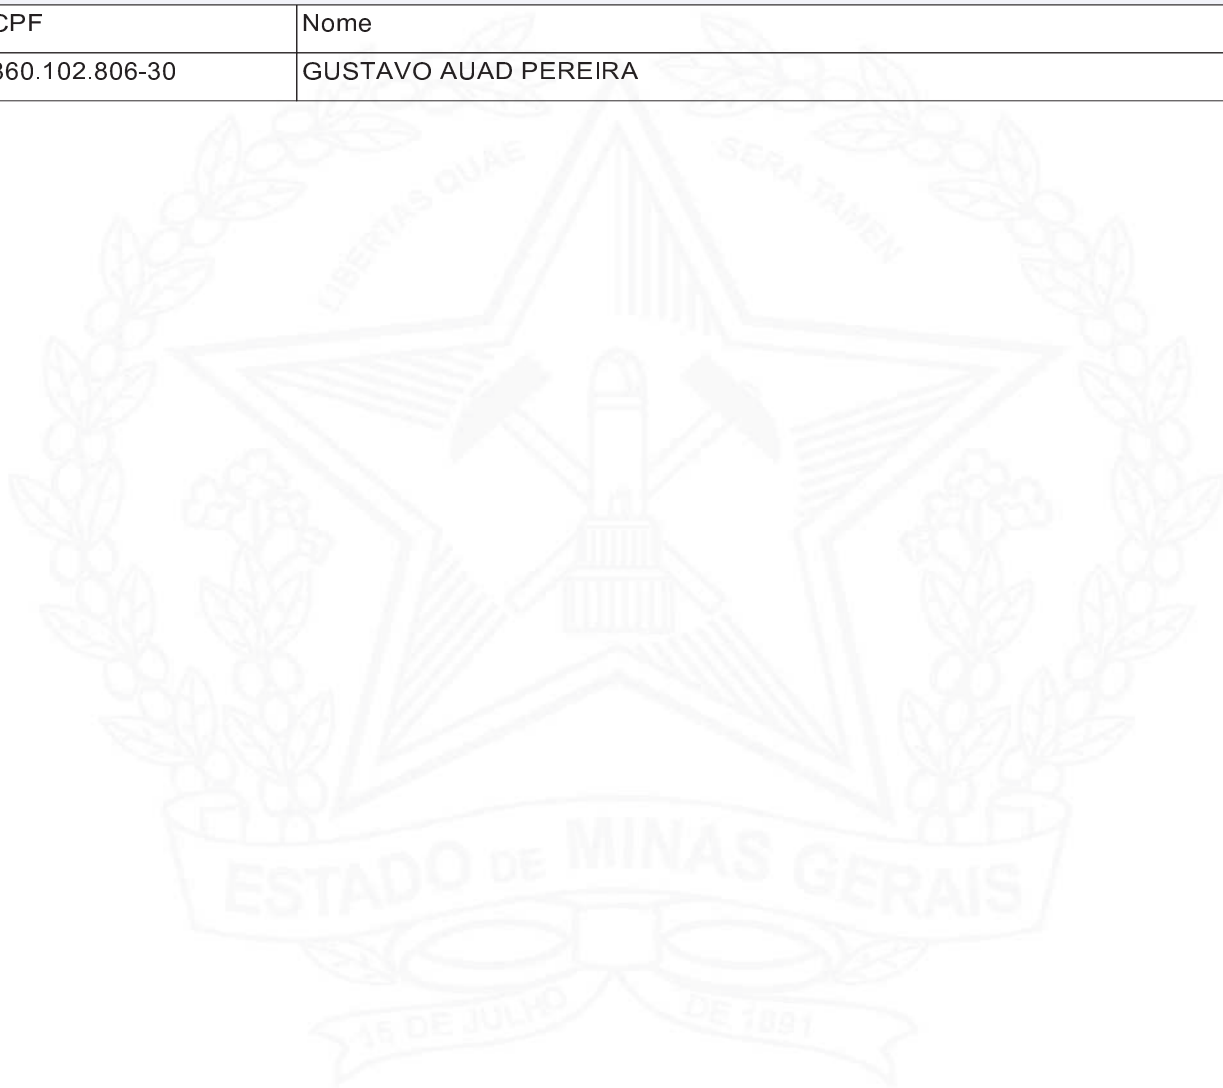 CPF
Nome
360.102.806-30
GUSTAVO AUAD PEREIRA
LIBERTAS QUAE SERA TAMEN
ESTADO DE MINAS GERAIS
15 DE JULHO DE 1891